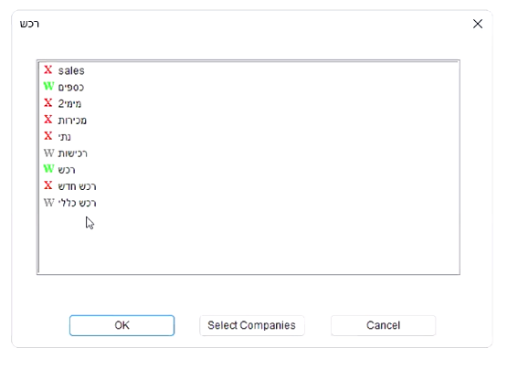 רכש
X sales
W כספים
X מימי2
X מכירות
X נתי
W רכישות
W רכש
X רכש חדש
W רכש כללי
OK Select Companies Cancel